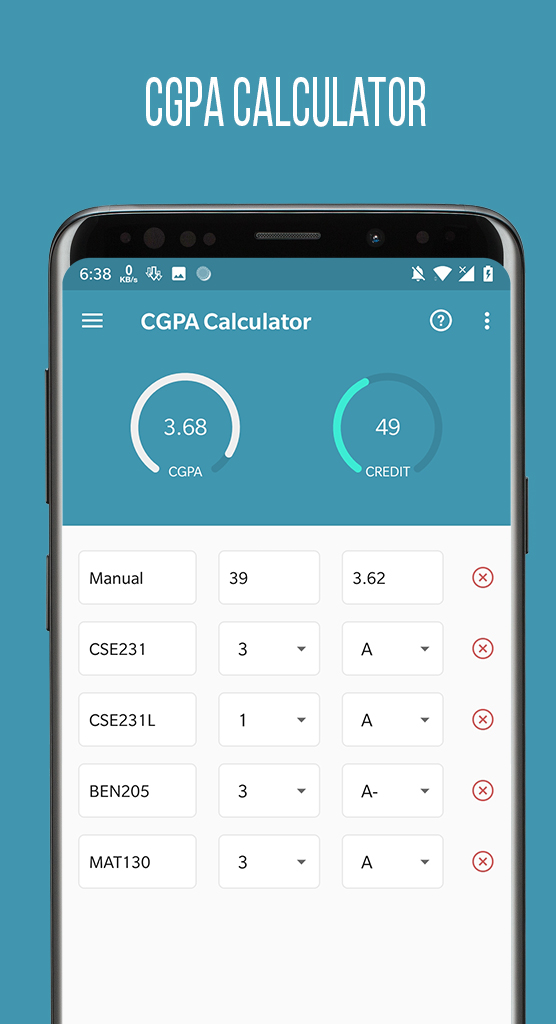 CGPA CALCULATOR
6:38 0 KB/s
CGPA Calculator
3.68 49
CGPA CREDIT
Manual 39 3.62
CSE231 3 A
CSE231L 1 A
BEN205 3 A-
MAT130 3 A